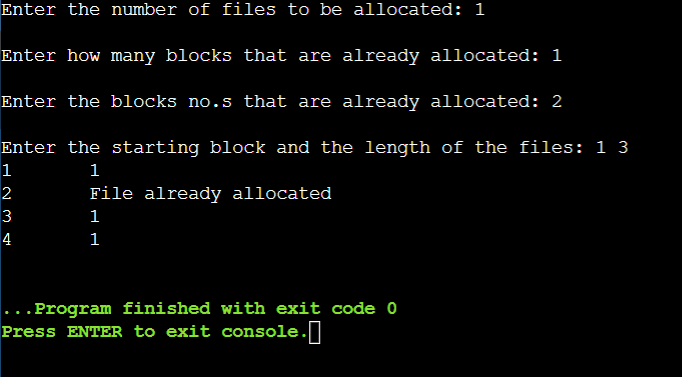 Enter the number of files to be allocated: 1
Enter how many blocks that are already allocated: 1
Enter the blocks no.s that are already allocated: 2
Enter the starting block and the length of the files: 1 3
1 1
2 File already allocated
3 1
4 1
...Program finished with exit code 0
Press ENTER to exit console.